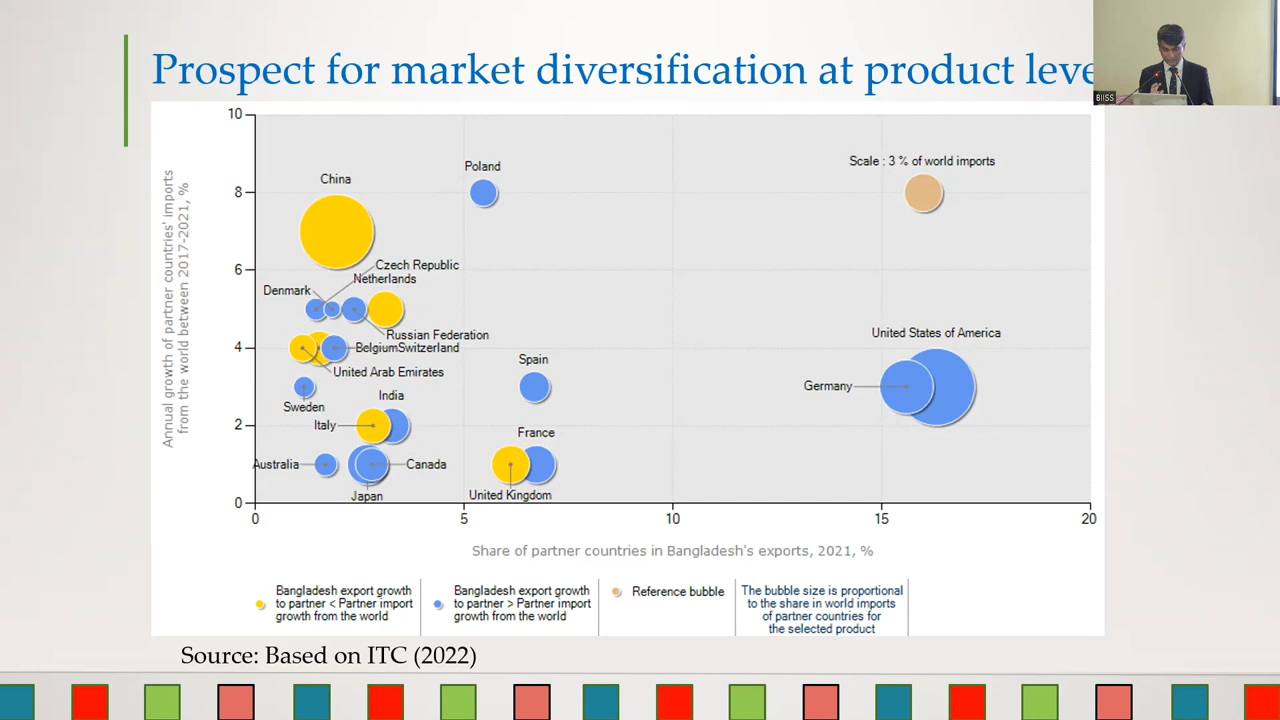 Prospect for market diversification at product leve
BIISS
10
8
6
4
2
0
Annual growth of partner countries' imports
from the world between 2017-2021, %
China
Poland
Scale : 3 % of world imports
Czech Republic
Netherlands
Denmark
Russian Federation
BelgiumSwitzerland
United Arab Emirates
Sweden
India
Italy
Australia
Canada
Japan
Spain
France
United Kingdom
United States of America
Germany
0
5
10
15
20
Share of partner countries in Bangladesh's exports, 2021, %
Bangladesh export growth
to partner < Partner import
growth from the world
Bangladesh export growth
to partner > Partner import
growth from the world
Reference bubble
The bubble size is proportional
to the share in world imports
of partner countries for
the selected product
Source: Based on ITC (2022)